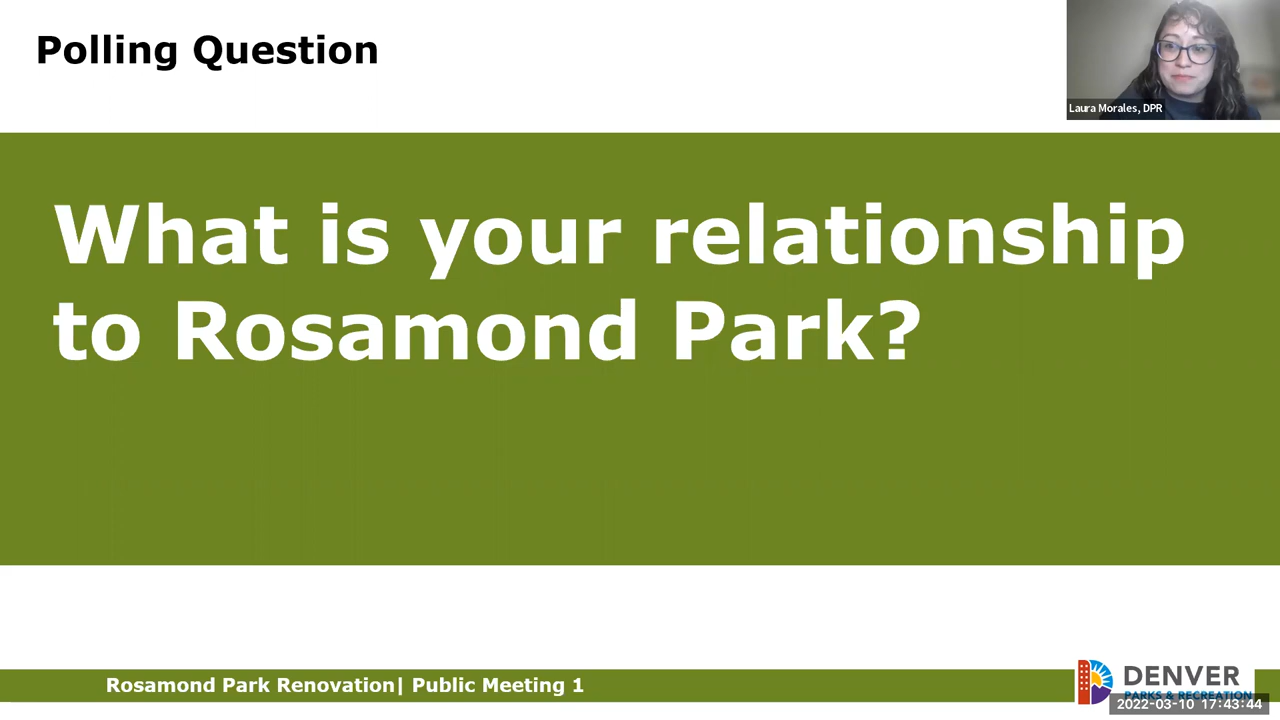 Polling Question
Laura Morales, DPR
What is your relationship
to Rosamond Park?
Rosamond Park Renovation| Public Meeting 1
DENVER
PARKS & RECREATION
2022-03-10 17:43:44